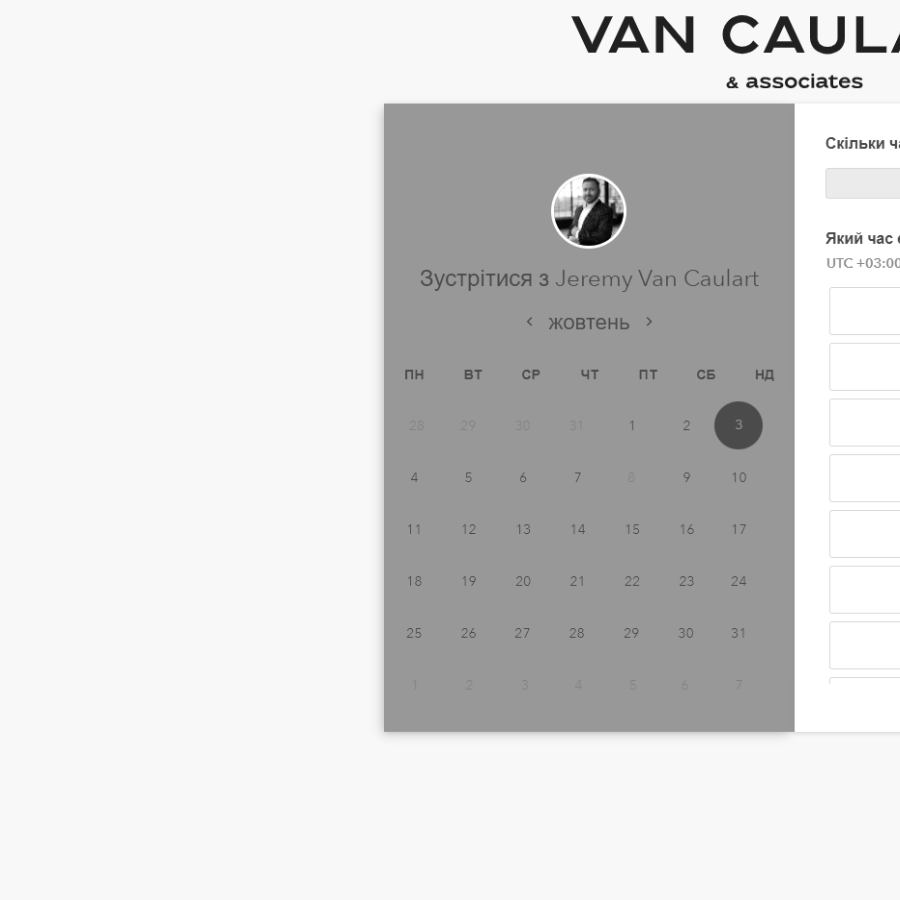 VAN CAUL
& associates
Скільки
Який час
UTC +03:00
Зустрітися з Jeremy Van Caulart
жовтень
ПН ВТ СР ЧТ ПТ СБ НД
28 29 30 31 1 2 3
4 5 6 7 8 9 10
11 12 13 14 15 16 17
18 19 20 21 22 23 24
25 26 27 28 29 30 31
1 2 3 4 5 6 7